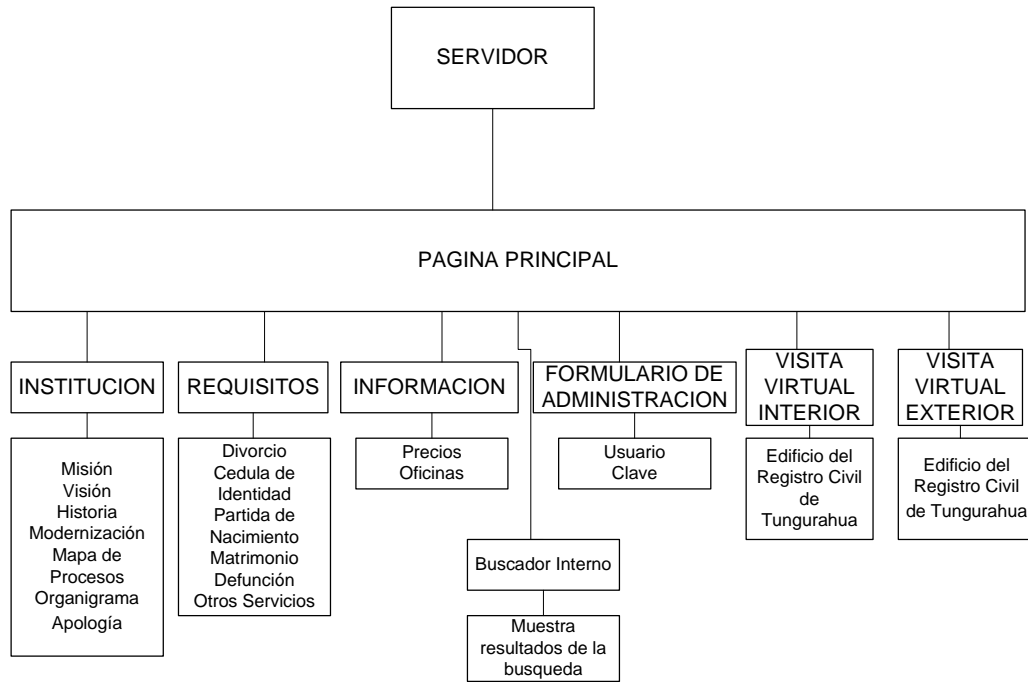 SERVIDOR
PAGINA PRINCIPAL
INSTITUCION
Misión
Visión
Historia
Modernización
Mapa de
Procesos
Organigrama
Apología
REQUISITOS
Divorcio
Cedula de
Identidad
Partida de
Nacimiento
Matrimonio
Defunción
Otros Servicios
INFORMACION
Precios
Oficinas
Buscador Interno
Muestra
resultados de la
busqueda
FORMULARIO DE
ADMINISTRACION
Usuario
Clave
VISITA
VIRTUAL
INTERIOR
Edificio del
Registro Civil
de
Tungurahua
VISITA
VIRTUAL
EXTERIOR
Edificio del
Registro Civil
de Tungurahua